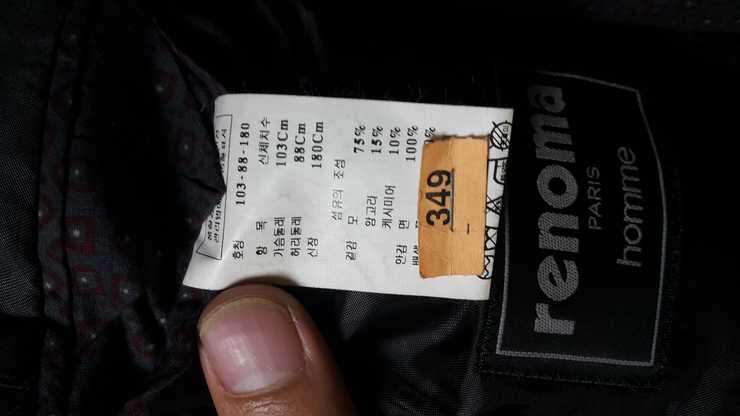 호칭 103-88-180
항 목 신체치수
가슴둘레 103Cm
허리둘레 88Cm
신장 180Cm
섬유의 조성
겉감 모 75%
앙고라 15%
케시미어 10%
안감 면 100%
349
renoma
PARIS
homme